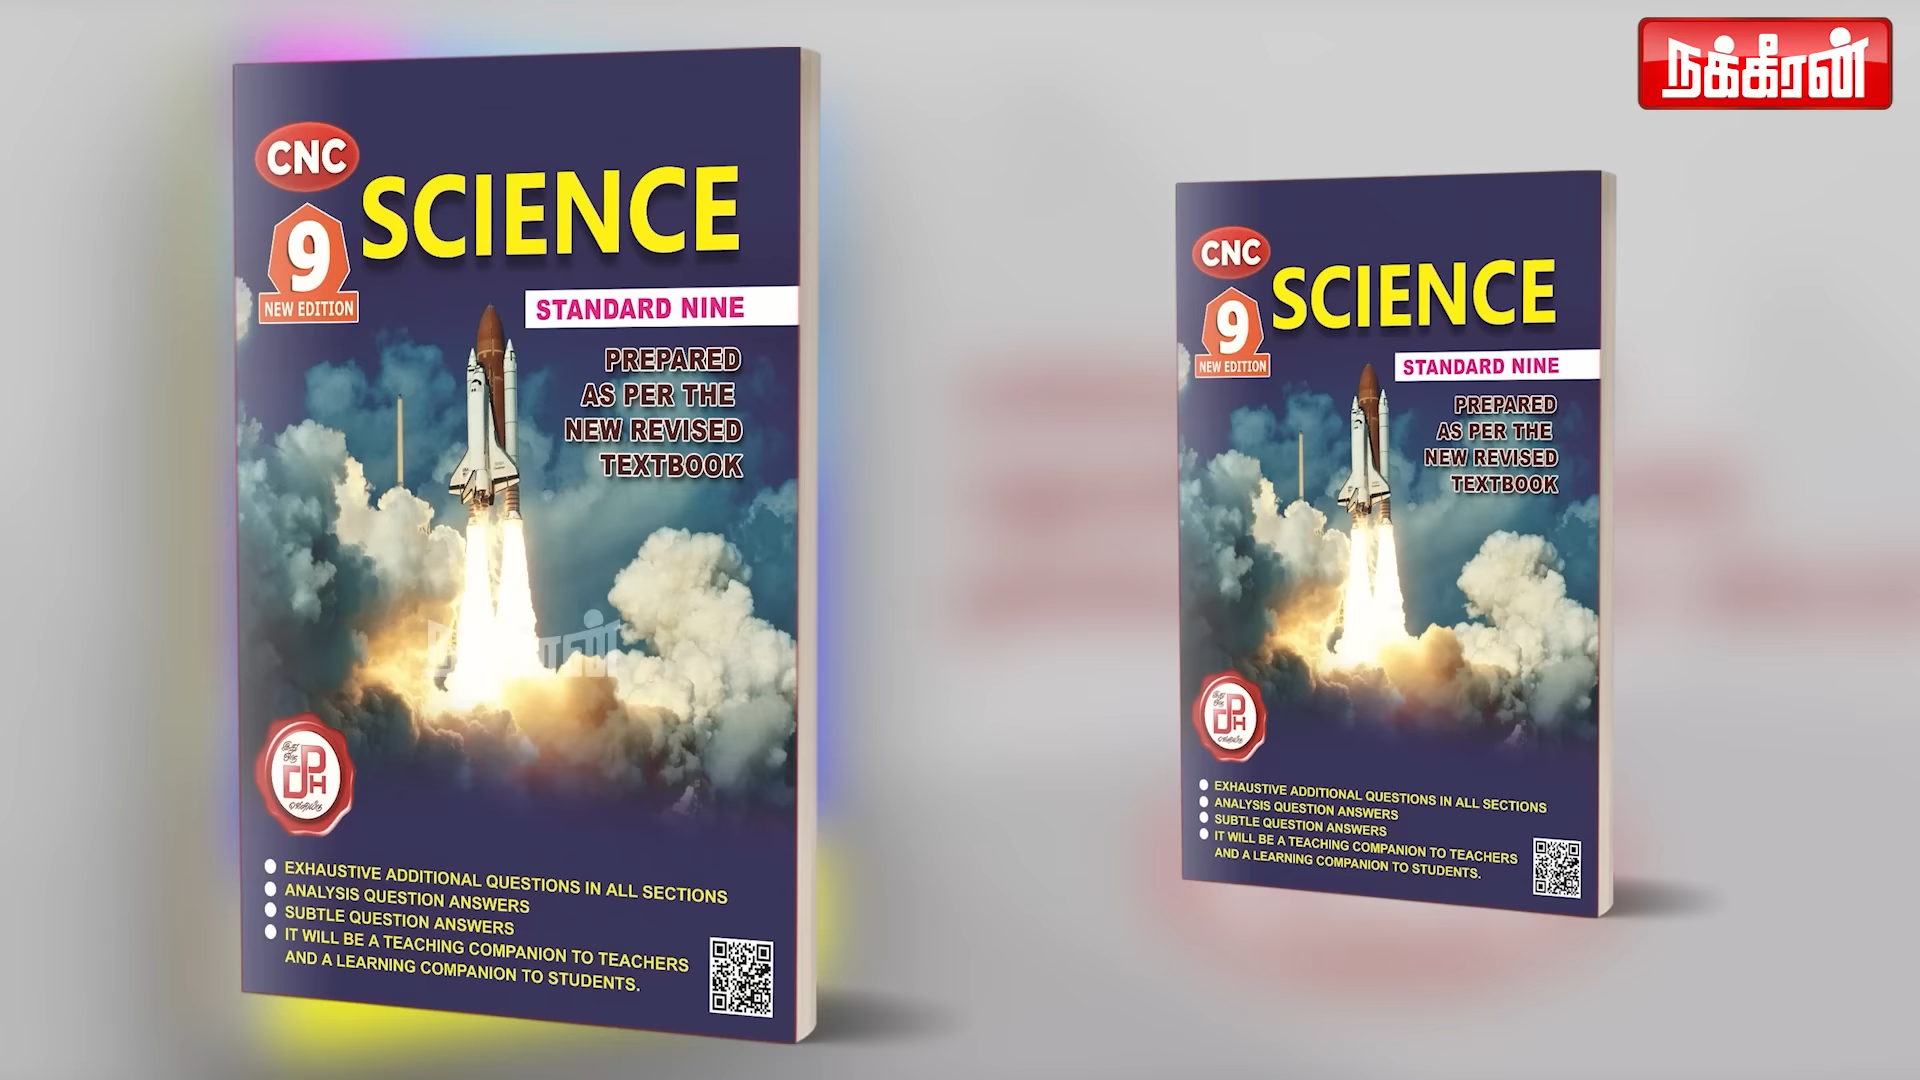 நக்கீரன்
CNC
SCIENCE
9
NEW EDITION
STANDARD NINE
PREPARED
AS PER THE
NEW REVISED
TEXTBOOK
இது
ஒரு
DPH
EXHAUSTIVE ADDITIONAL QUESTIONS IN ALL SECTIONS
ANALYSIS QUESTION ANSWERS
SUBTLE QUESTION ANSWERS
IT WILL BE A TEACHING COMPANION TO TEACHERS
AND A LEARNING COMPANION TO STUDENTS.
CNC
SCIENCE
9
NEW EDITION
STANDARD NINE
PREPARED
AS PER THE
NEW REVISED
TEXTBOOK
DPH
EXHAUSTIVE ADDITIONAL QUESTIONS IN ALL SECTIONS
ANALYSIS QUESTION ANSWERS
SUBTLE QUESTION ANSWERS
IT WILL BE A TEACHING COMPANION TO TEACHERS
AND A LEARNING COMPANION TO STUDENTS.